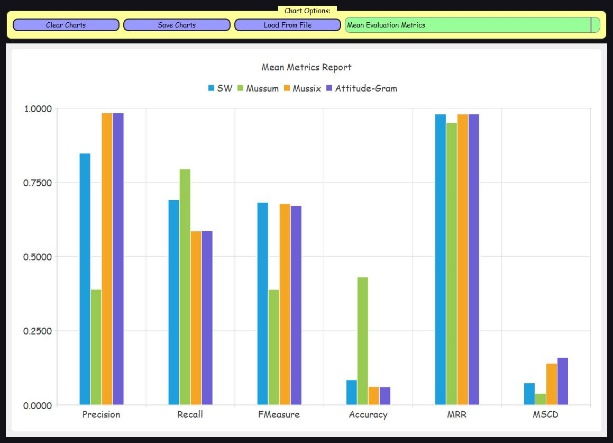 Chart Options:
Clear Charts Save Charts Load From File Mean Evaluation Metrics
Mean Metrics Report
SW Mussum Mussix Attitude-Gram
1.0000
0.7500
0.5000
0.2500
0.0000
Precision Recall FMeasure Accuracy MRR MSCD